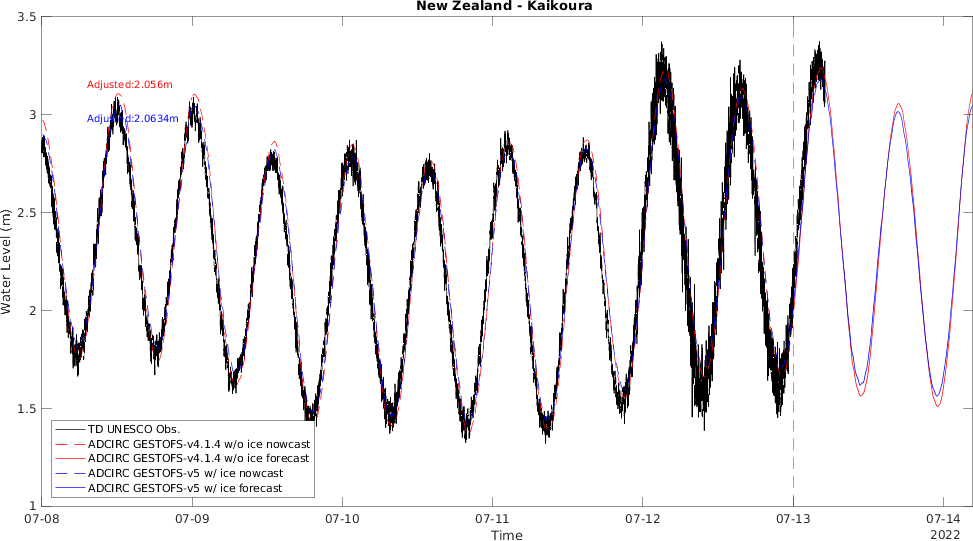 New Zealand - Kaikoura
3.5
3
2.5
2
1.5
1
Water Level (m)
Adjusted:2.056m
Adjusted:2.0634m
TD UNESCO Obs.
ADCIRC GESTOFS-v4.1.4 w/o ice nowcast
ADCIRC GESTOFS-v4.1.4 w/o ice forecast
ADCIRC GESTOFS-v5 w/ ice nowcast
ADCIRC GESTOFS-v5 w/ ice forecast
07-08 07-09 07-10 07-11 07-12 07-13 07-14
Time 2022